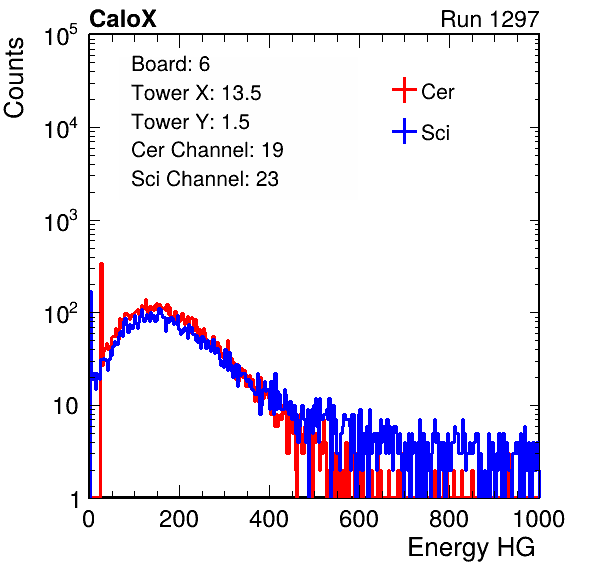 CaloX Run 1297
Counts
10^5
10^4
10^3
10^2
10
1
Board: 6
Tower X: 13.5
Tower Y: 1.5
Cer Channel: 19
Sci Channel: 23
Cer
Sci
0 200 400 600 800 1000
Energy HG